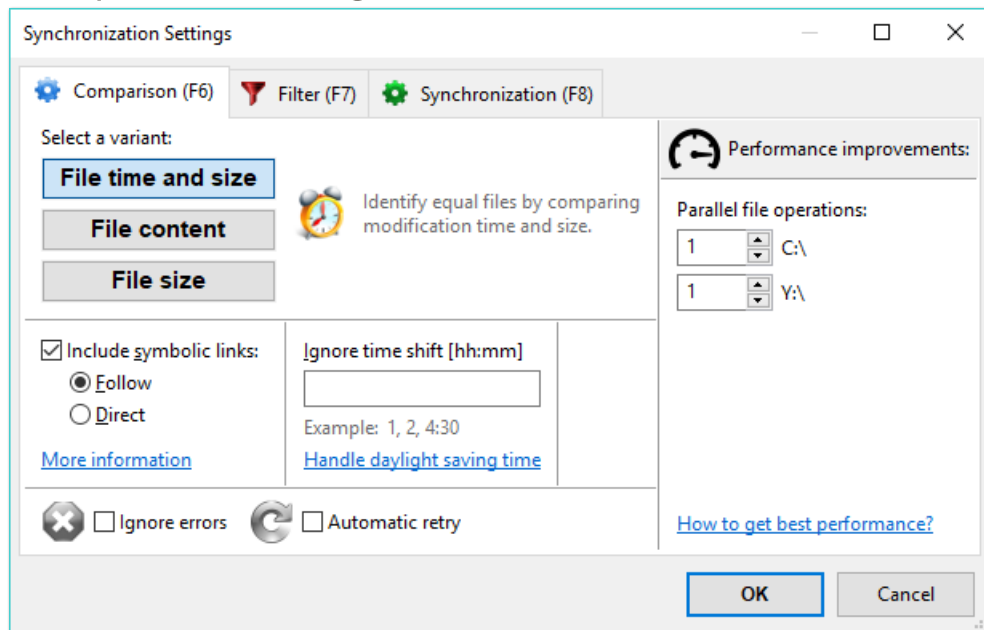 Synchronization Settings
Comparison (F6)
Filter (F7)
Synchronization (F8)
Select a variant:
File time and size
File content
File size
Identify equal files by comparing
modification time and size.
Include symbolic links:
Follow
Direct
More information
Ignore time shift [hh:mm]
Example: 1, 2, 4:30
Handle daylight saving time
Ignore errors
Automatic retry
Performance improvements:
Parallel file operations:
1 C:\
1 Y:\
How to get best performance?
OK
Cancel